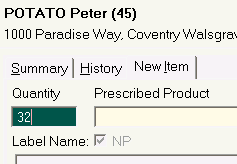 POTATO Peter (45)
1000 Paradise Way, Coventry Walsgrav
Summary History New Item
Quantity Prescribed Product
32
Label Name: NP